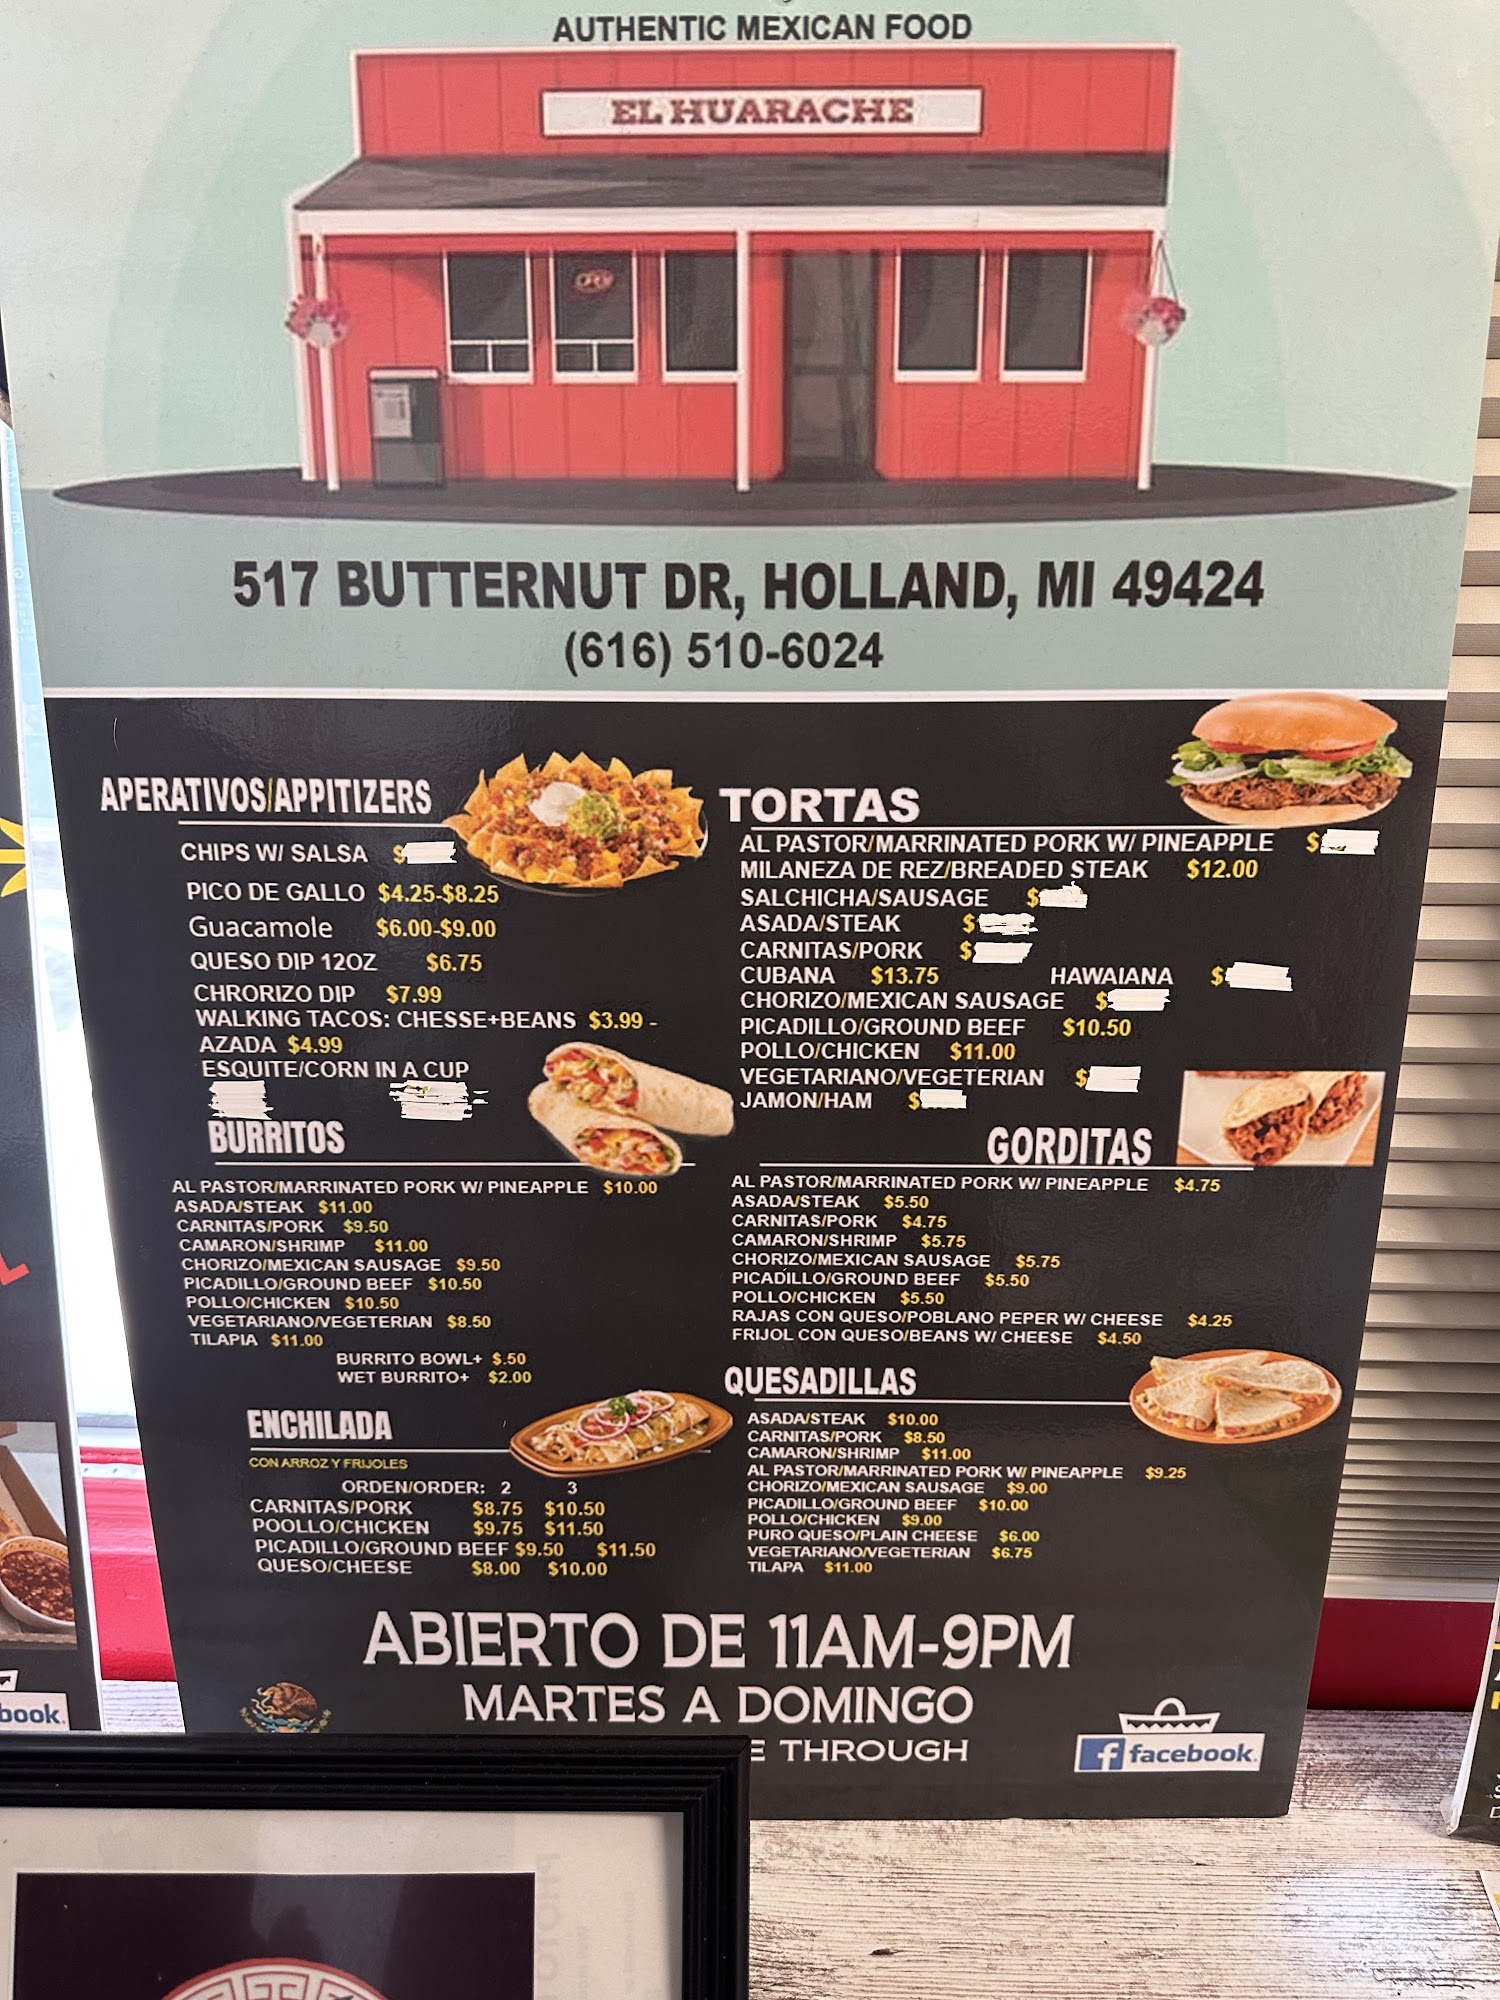 AUTHENTIC MEXICAN FOOD
EL HUARACHE
OPEN
517 BUTTERNUT DR, HOLLAND, MI 49424
(616) 510-6024
APERATIVOS/APPITIZERS
CHIPS W/ SALSA $
PICO DE GALLO $4.25-$8.25
Guacamole $6.00-$9.00
QUESO DIP 12OZ $6.75
CHRORIZO DIP $7.99
WALKING TACOS: CHESSE+BEANS $3.99 -
AZADA $4.99
ESQUITE/CORN IN A CUP
BURRITOS
AL PASTOR/MARRINATED PORK W/ PINEAPPLE $10.00
ASADA/STEAK $11.00
CARNITAS/PORK $9.50
CAMARON/SHRIMP $11.00
CHORIZO/MEXICAN SAUSAGE $9.50
PICADILLO/GROUND BEEF $10.50
POLLO/CHICKEN $10.50
VEGETARIANO/VEGETERIAN $8.50
TILAPIA $11.00
BURRITO BOWL+ $.50
WET BURRITO+ $2.00
ENCHILADA
CON ARROZ Y FRIJOLES
ORDEN/ORDER: 2 3
CARNITAS/PORK $8.75 $10.50
POOLLO/CHICKEN $9.75 $11.50
PICADILLO/GROUND BEEF $9.50 $11.50
QUESO/CHEESE $8.00 $10.00
TORTAS
AL PASTOR/MARRINATED PORK W/ PINEAPPLE $
MILANEZA DE REZ/BREADED STEAK $12.00
SALCHICHA/SAUSAGE $
ASADA/STEAK $
CARNITAS/PORK $
CUBANA $13.75 HAWAIANA $
CHORIZO/MEXICAN SAUSAGE $
PICADILLO/GROUND BEEF $10.50
POLLO/CHICKEN $11.00
VEGETARIANO/VEGETERIAN $
JAMON/HAM $
GORDITAS
AL PASTOR/MARRINATED PORK W/ PINEAPPLE $4.75
ASADA/STEAK $5.50
CARNITAS/PORK $4.75
CAMARON/SHRIMP $5.75
CHORIZO/MEXICAN SAUSAGE $5.75
PICADILLO/GROUND BEEF $5.50
POLLO/CHICKEN $5.50
RAJAS CON QUESO/POBLANO PEPER W/ CHEESE $4.25
FRIJOL CON QUESO/BEANS W/ CHEESE $4.50
QUESADILLAS
ASADA/STEAK $10.00
CARNITAS/PORK $8.50
CAMARON/SHRIMP $11.00
AL PASTOR/MARRINATED PORK W/ PINEAPPLE $9.25
CHORIZO/MEXICAN SAUSAGE $9.00
PICADILLO/GROUND BEEF $10.00
POLLO/CHICKEN $9.00
PURO QUESO/PLAIN CHEESE $6.00
VEGETARIANO/VEGETERIAN $6.75
TILAPA $11.00
ABIERTO DE 11AM-9PM
MARTES A DOMINGO
E THROUGH
facebook.
book.